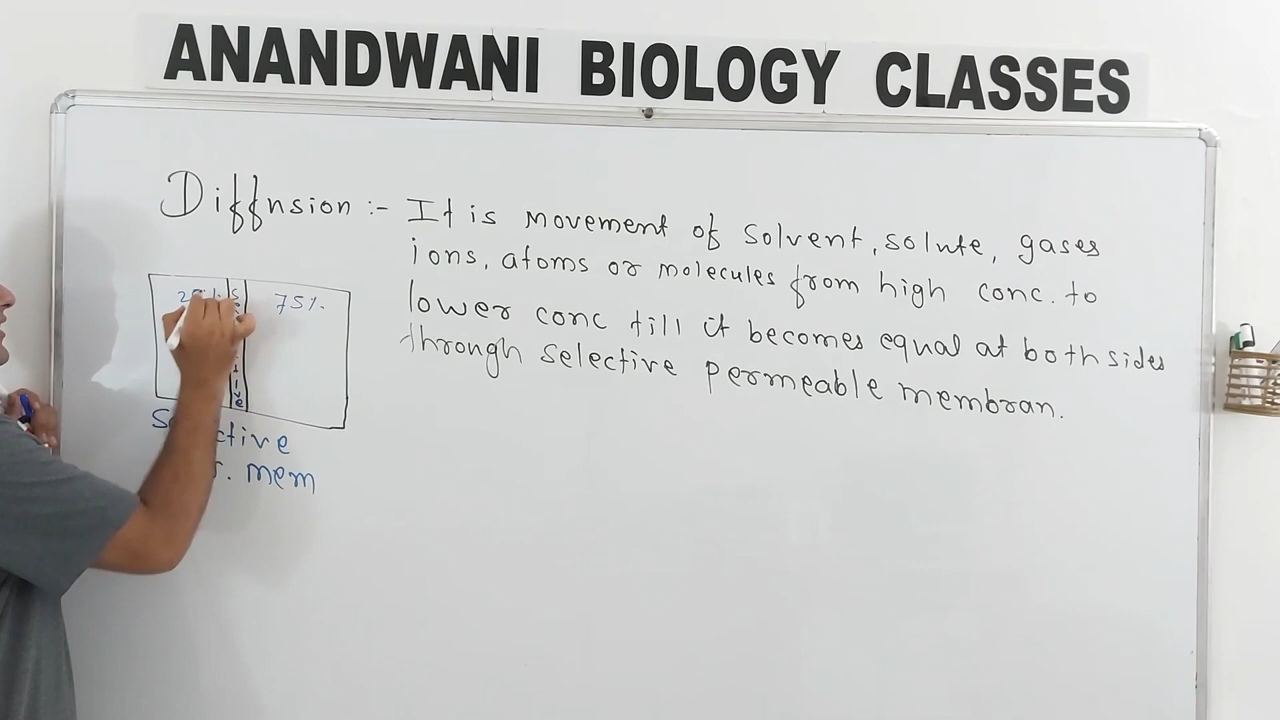 ANANDWANI BIOLOGY CLASSES
Diffusion :- It is movement of solvent, solute, gases
ions, atoms or molecules from high conc. to
lower conc till it becomes equal at both sides
through selective permeable membran.
75%.
mem